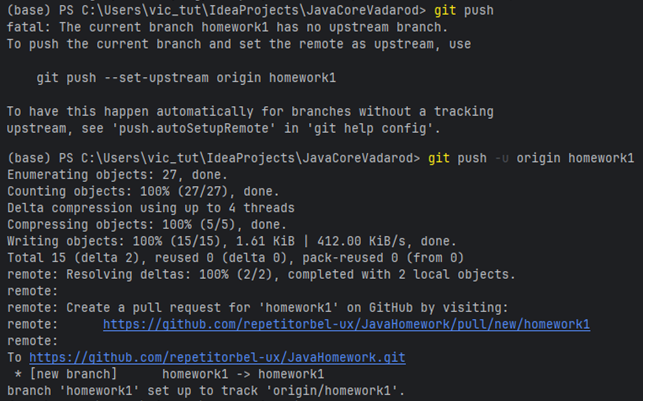 (base) PS C:\Users\vic_tut\IdeaProjects\JavaCoreVadarod> git push
fatal: The current branch homework1 has no upstream branch.
To push the current branch and set the remote as upstream, use
    git push --set-upstream origin homework1
To have this happen automatically for branches without a tracking
upstream, see 'push.autoSetupRemote' in 'git help config'.
(base) PS C:\Users\vic_tut\IdeaProjects\JavaCoreVadarod> git push -u origin homework1
Enumerating objects: 27, done.
Counting objects: 100% (27/27), done.
Delta compression using up to 4 threads
Compressing objects: 100% (5/5), done.
Writing objects: 100% (15/15), 1.61 KiB | 412.00 KiB/s, done.
Total 15 (delta 2), reused 0 (delta 0), pack-reused 0 (from 0)
remote: Resolving deltas: 100% (2/2), completed with 2 local objects.
remote:
remote: Create a pull request for 'homework1' on GitHub by visiting:
remote:      https://github.com/repetitorbel-ux/JavaHomework/pull/new/homework1
remote:
To https://github.com/repetitorbel-ux/JavaHomework.git
 * [new branch]      homework1 -> homework1
branch 'homework1' set up to track 'origin/homework1'.